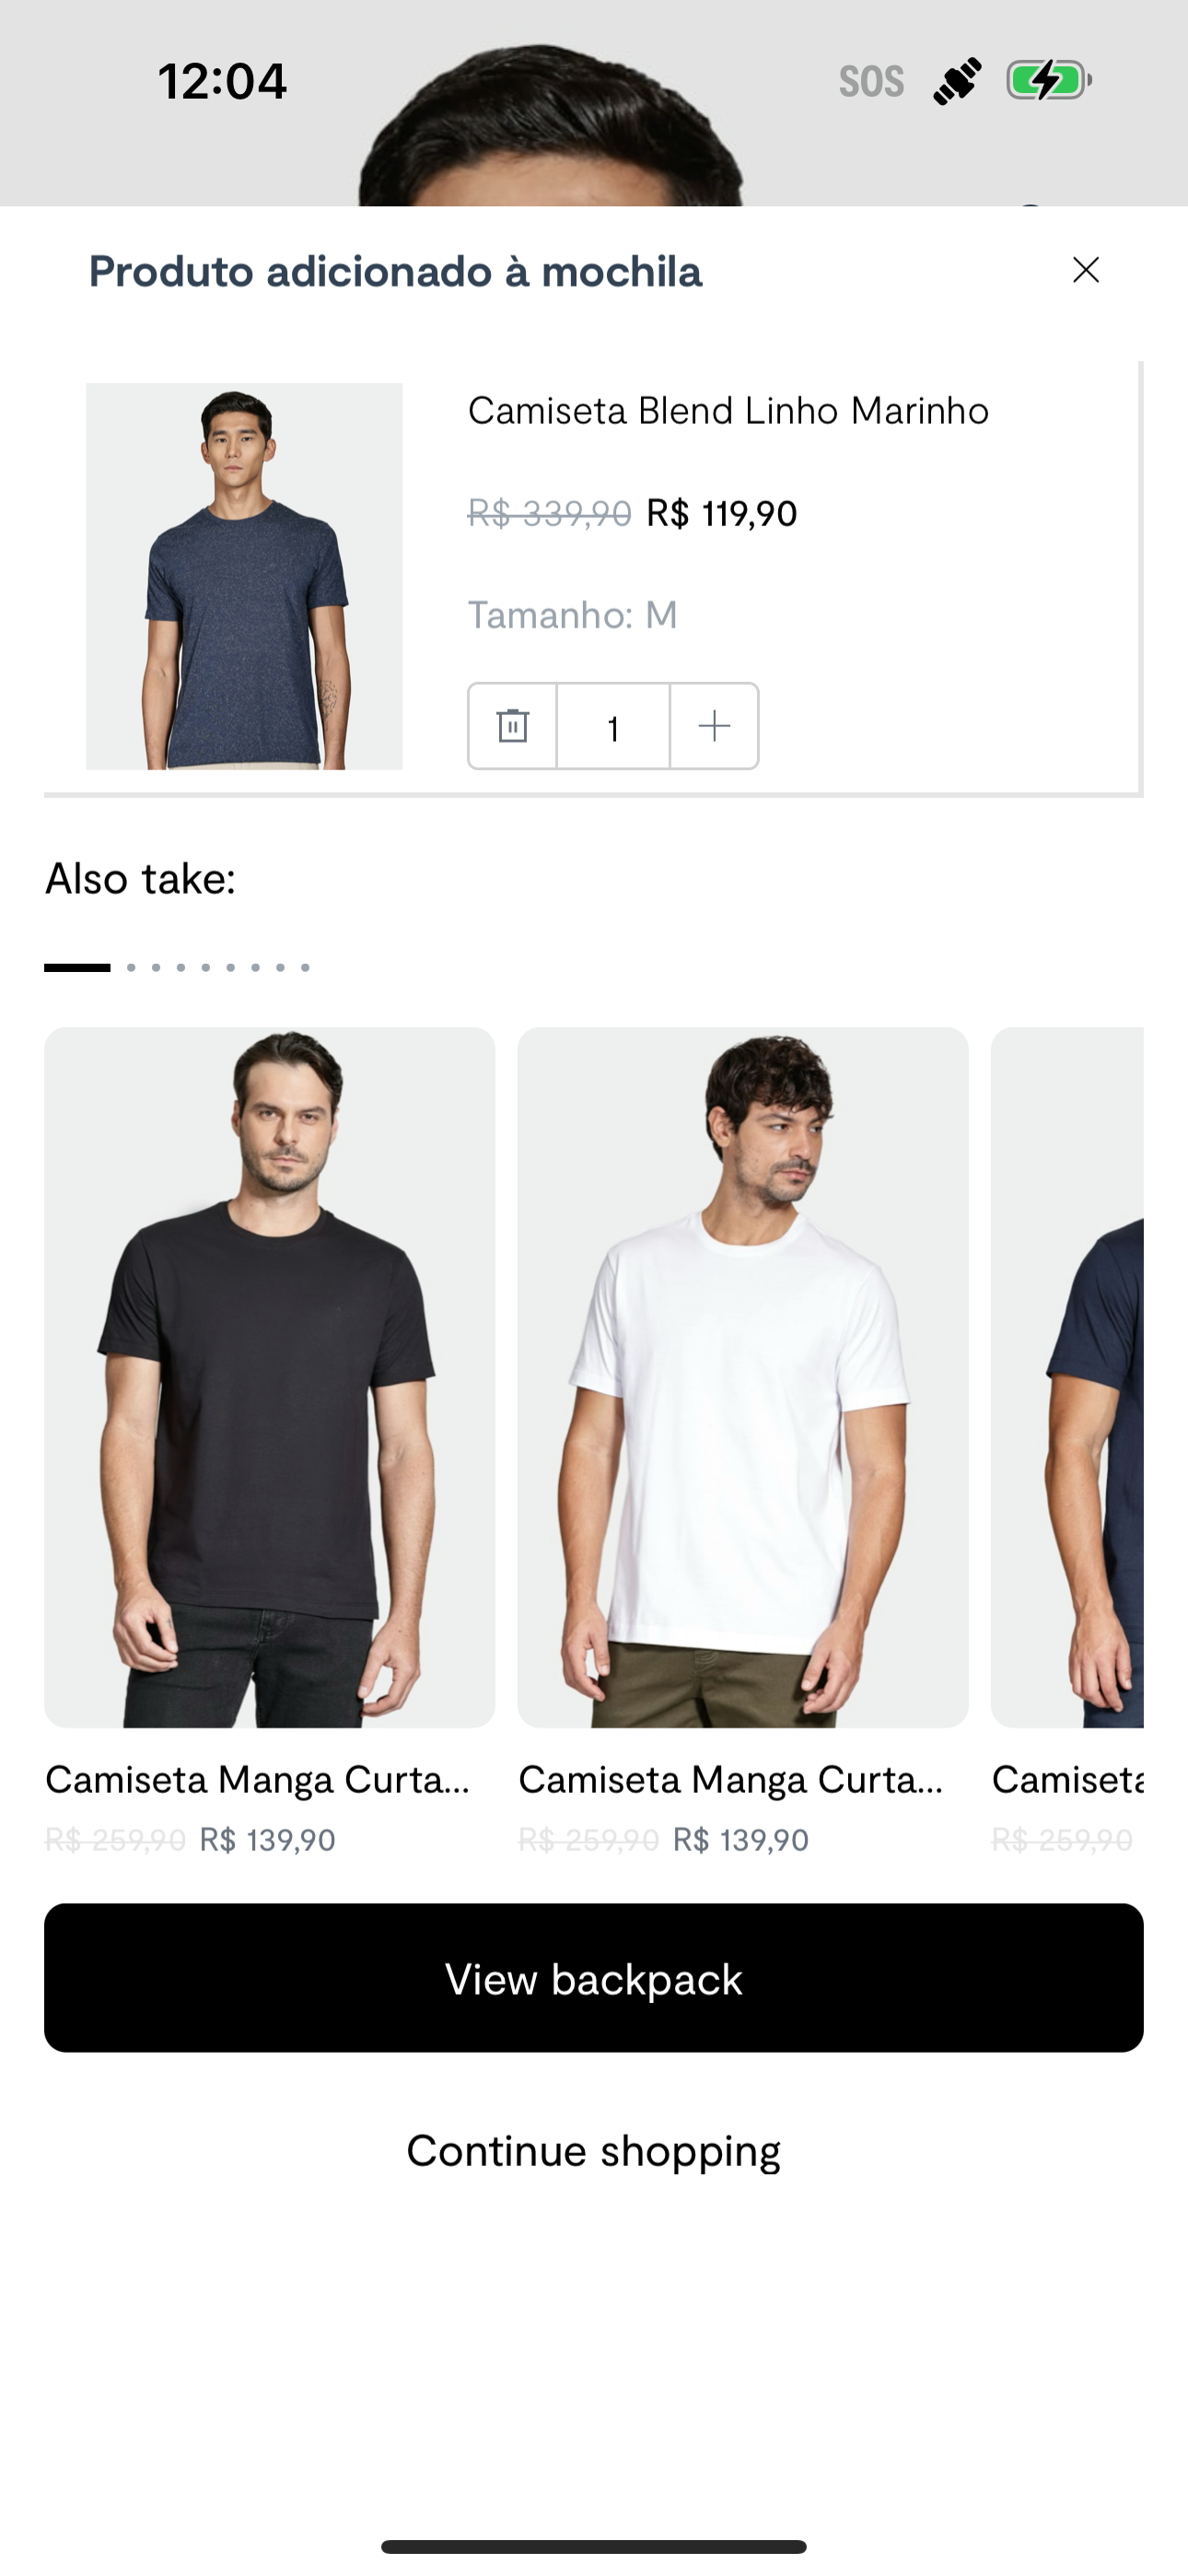 12:04
SOS
Produto adicionado à mochila
Camiseta Blend Linho Marinho
R$ 339,90 R$ 119,90
Tamanho: M
1
Also take:
Camiseta Manga Curta... Camiseta Manga Curta... Camiseta
R$ 259,90 R$ 139,90 R$ 259,90 R$ 139,90 R$ 259,90
View backpack
Continue shopping